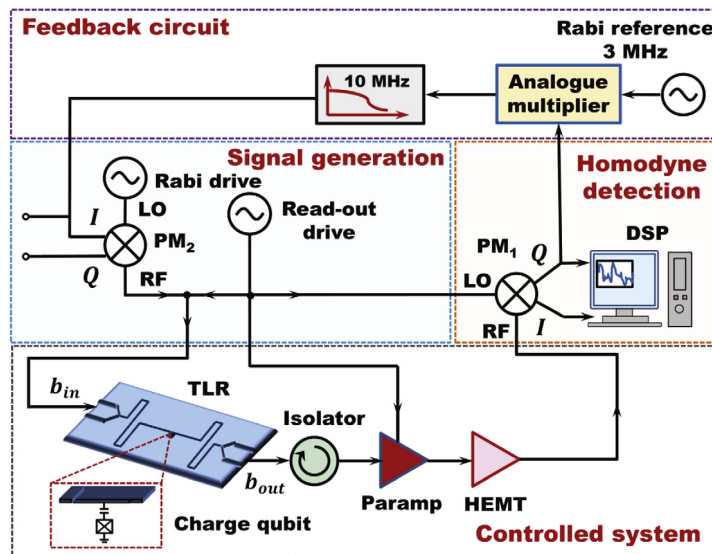 Feedback circuit
Rabi reference
3 MHz
10 MHz
Analogue
multiplier
Signal generation
Homodyne
detection
Rabi drive
LO
I
PM2
Q
RF
Read-out
drive
DSP
PM1
Q
LO
I
RF
TLR
bin
Isolator
bout
Paramp
HEMT
Charge qubit
Controlled system